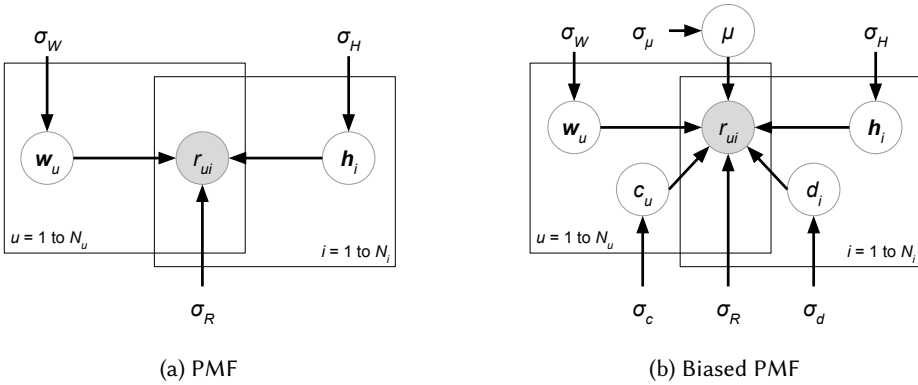 σ_W
σ_H
w_u
r_ui
h_i
u = 1 to N_u
i = 1 to N_i
σ_R
(a) PMF
σ_W
σ_μ
μ
σ_H
w_u
r_ui
h_i
c_u
d_i
u = 1 to N_u
i = 1 to N_i
σ_c
σ_R
σ_d
(b) Biased PMF